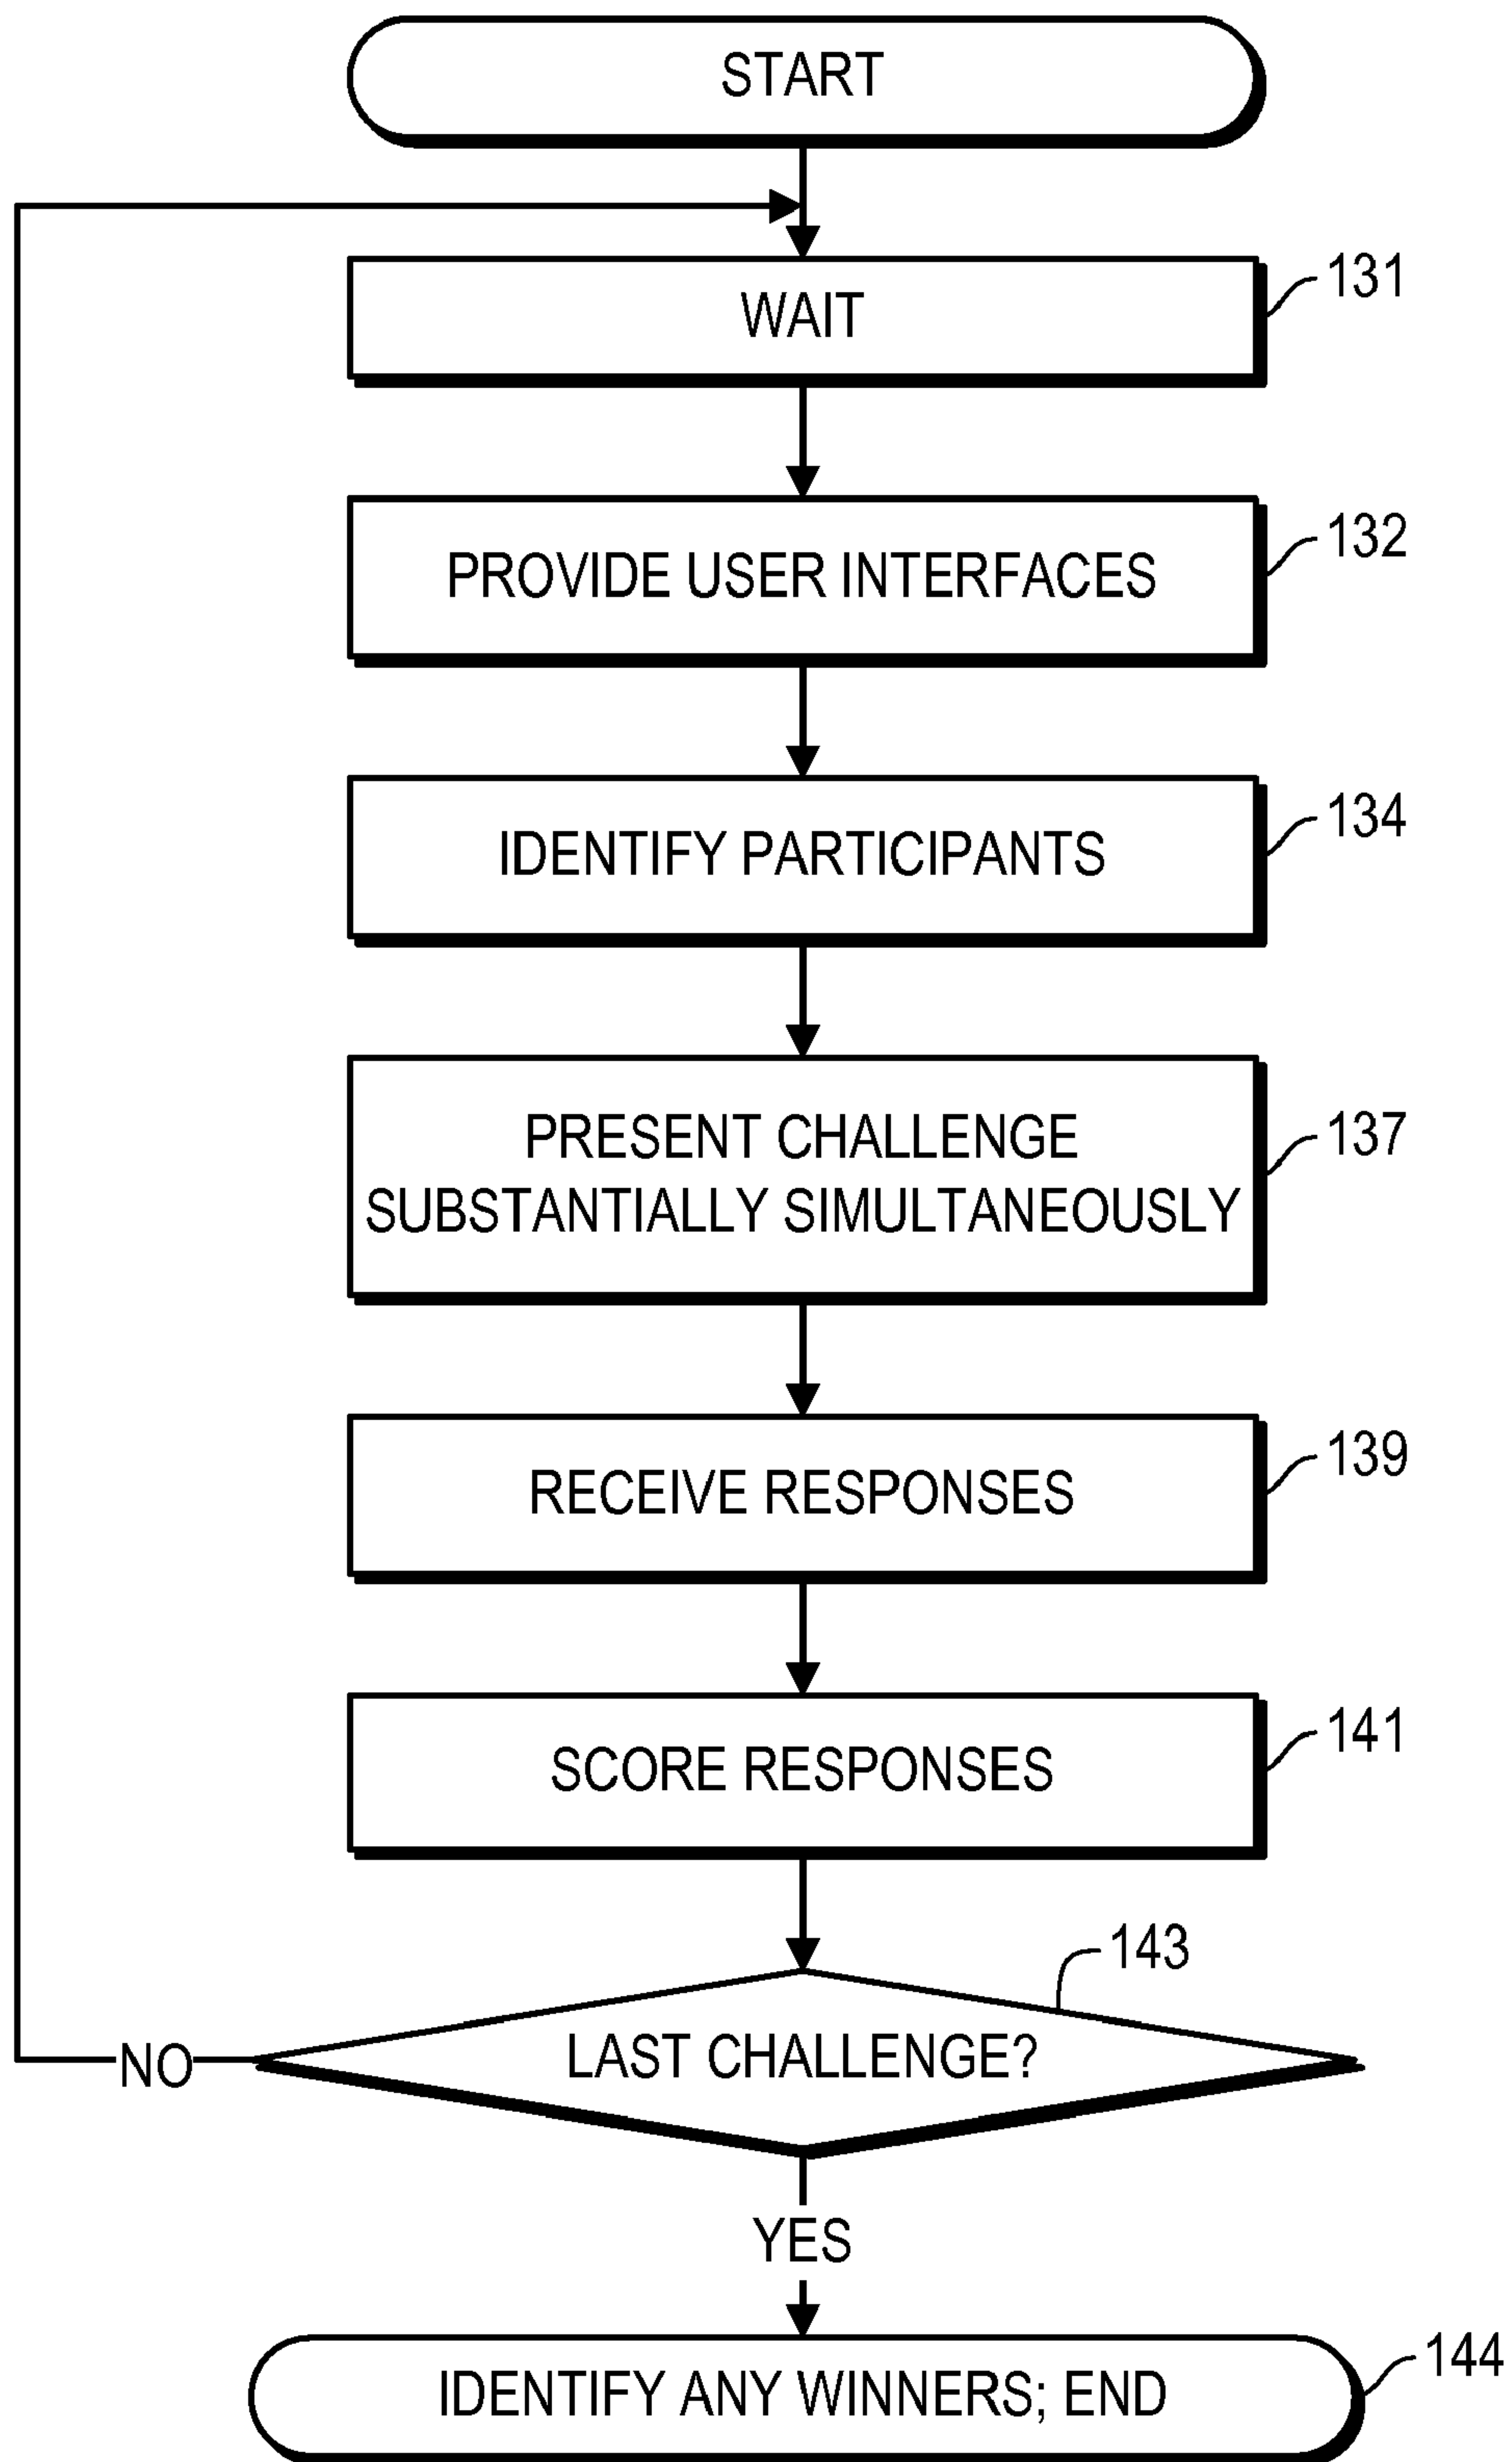 START
WAIT
131
PROVIDE USER INTERFACES
132
IDENTIFY PARTICIPANTS
134
PRESENT CHALLENGE
SUBSTANTIALLY SIMULTANEOUSLY
137
RECEIVE RESPONSES
139
SCORE RESPONSES
141
143
LAST CHALLENGE?
NO
YES
IDENTIFY ANY WINNERS; END
144